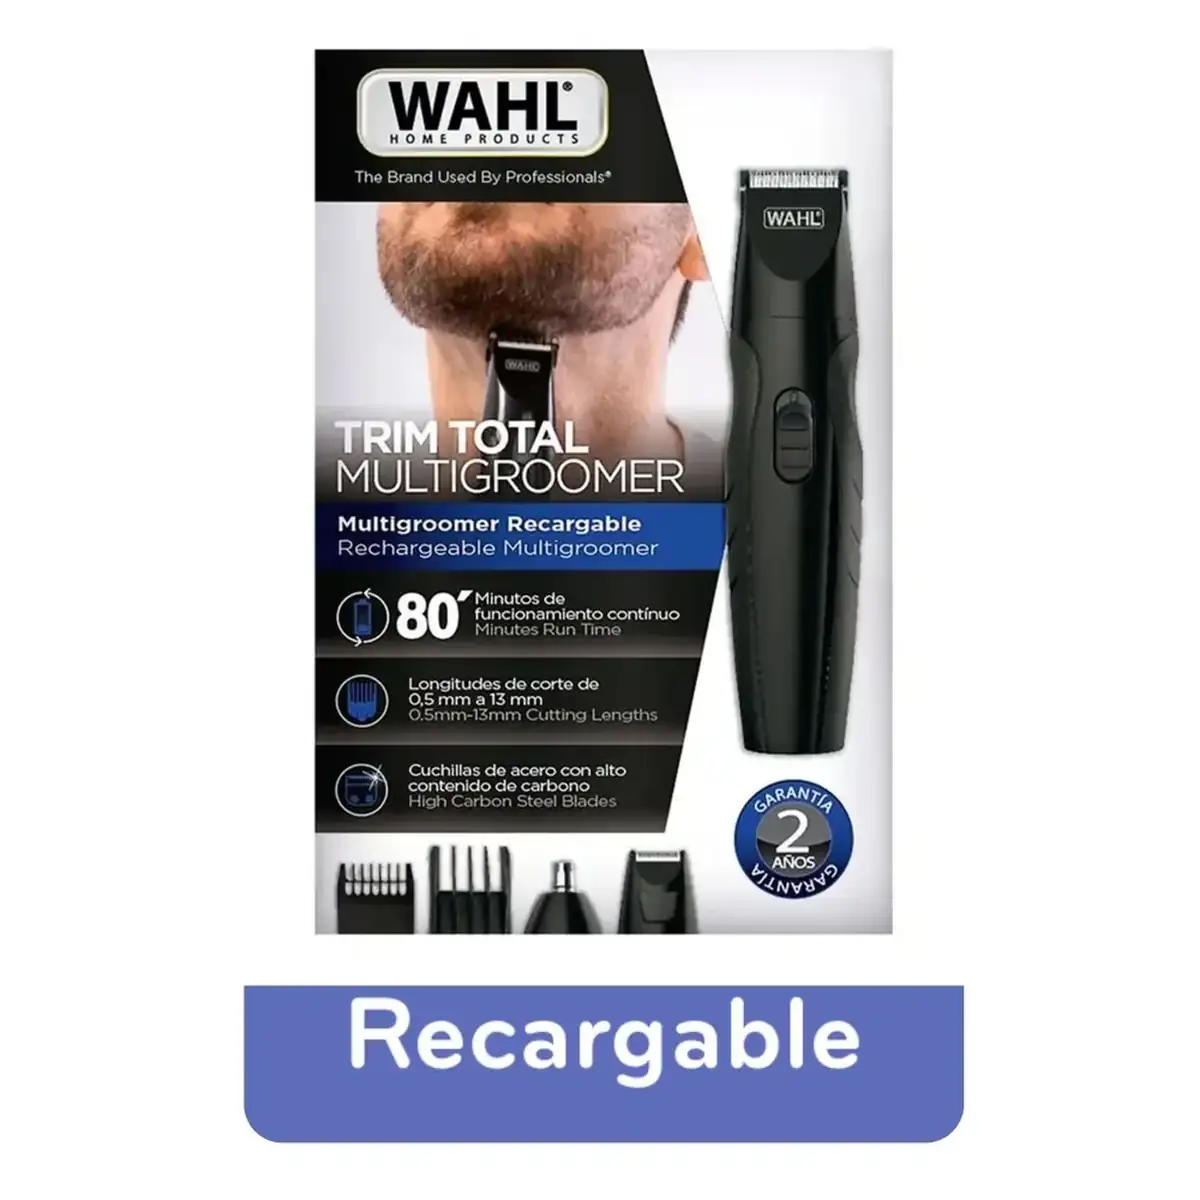 WAHL®
HOME PRODUCTS
The Brand Used By Professionals®
WAHL®
WAHL
TRIM TOTAL
MULTIGROOMER
Multigroomer Recargable
Rechargeable Multigroomer
80´ Minutos de
funcionamiento contínuo
Minutes Run Time
Longitudes de corte de
0,5 mm a 13 mm
0.5mm-13mm Cutting Lengths
Cuchillas de acero con alto
contenido de carbono
High Carbon Steel Blades
GARANTÍA
2
AÑOS
GARANTÍA
Recargable